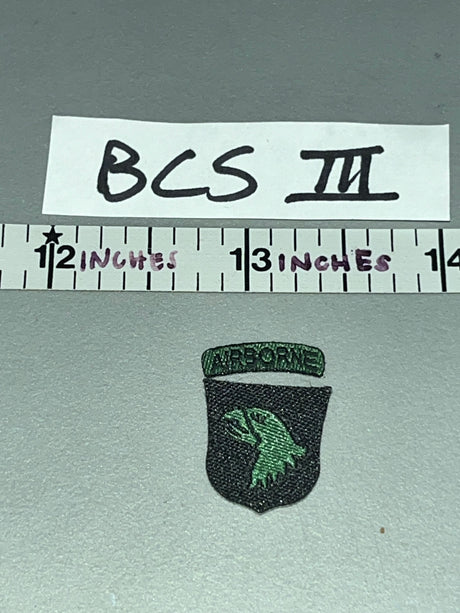 BCS III
12 INCHES 13 INCHES 14
AIRBORNE